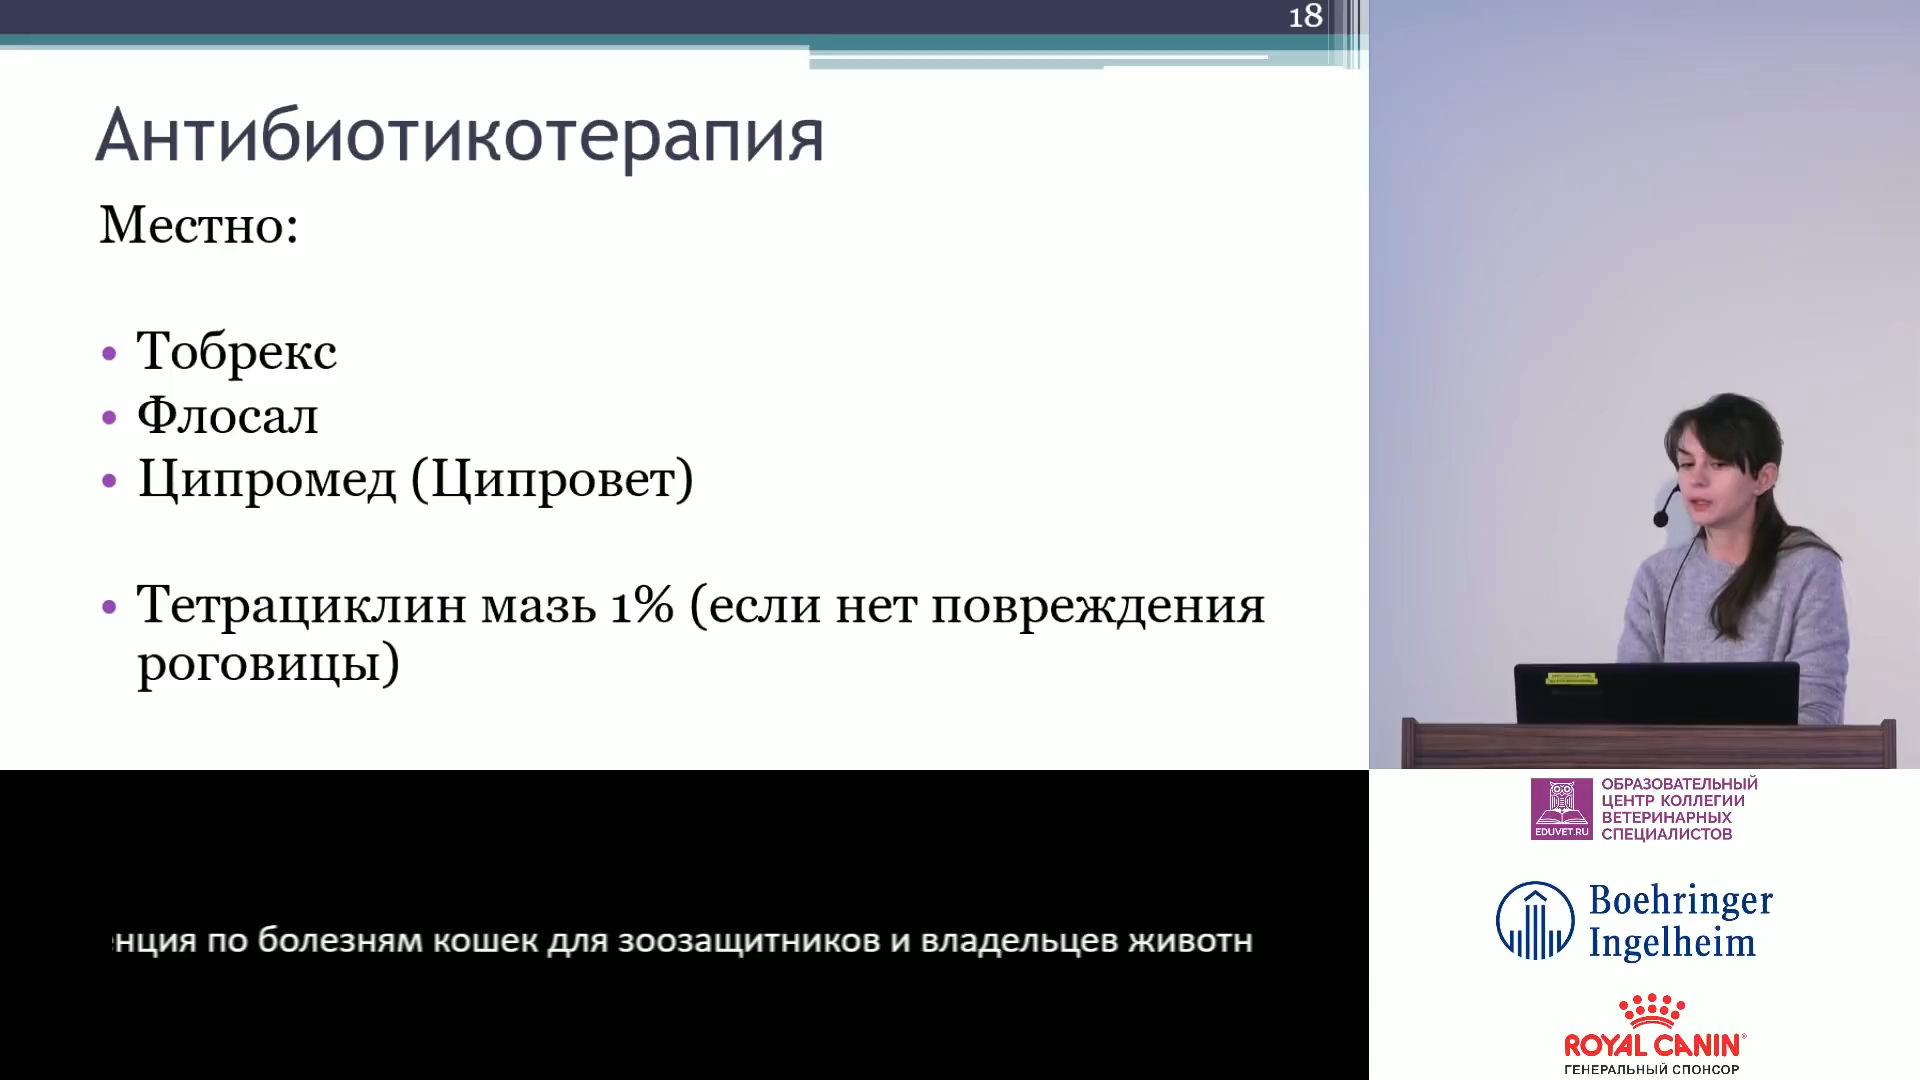 18
Антибиотикотерапия
Местно:
• Тобрекс
• Флосал
• Ципромед (Ципровет)
• Тетрациклин мазь 1% (если нет повреждения
роговицы)
нция по болезням кошек для зоозащитников и владельцев животн
EDUVET.RU
ОБРАЗОВАТЕЛЬНЫЙ
ЦЕНТР КОЛЛЕГИИ
ВЕТЕРИНАРНЫХ
СПЕЦИАЛИСТОВ
Boehringer
Ingelheim
ROYAL CANIN
ГЕНЕРАЛЬНЫЙ СПОНСОР